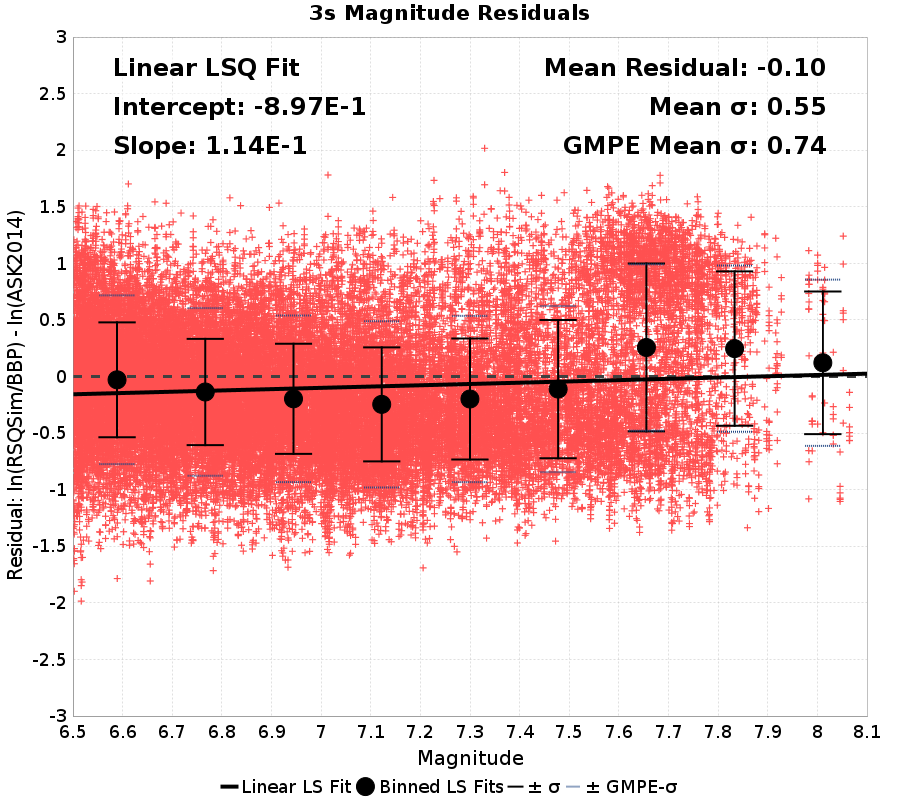 3s Magnitude Residuals
Linear LSQ Fit
Intercept: -8.97E-1
Slope: 1.14E-1
Mean Residual: -0.10
Mean σ: 0.55
GMPE Mean σ: 0.74
Residual: ln(RSQSim/BBP) - ln(ASK2014)
3
2.5
2
1.5
1
0.5
0
-0.5
-1
-1.5
-2
-2.5
-3
6.5 6.6 6.7 6.8 6.9 7 7.1 7.2 7.3 7.4 7.5 7.6 7.7 7.8 7.9 8 8.1
Magnitude
Linear LS Fit Binned LS Fits ± σ ± GMPE-σ